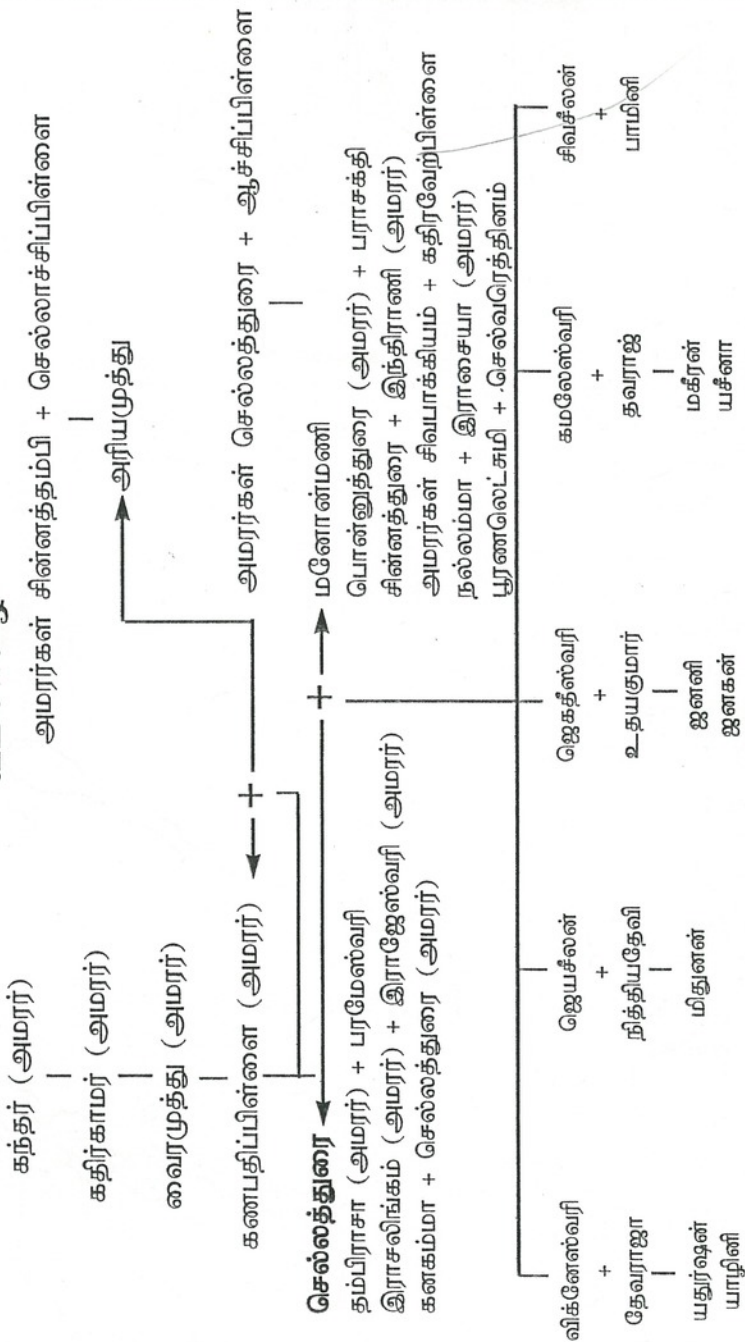 அமரர்கள் சின்னத்தம்பி + செல்லாச்சிப்பிள்ளை
அரியமுத்து
கந்தர் (அமரர்)
கதிர்காமர் (அமரர்)
வைரமுத்து (அமரர்)
கணபதிப்பிள்ளை (அமரர்)
+
அமரர்கள் செல்லத்துரை + ஆச்சிப்பிள்ளை
செல்லத்துரை
+
மனோன்மணி
தம்பிராசா (அமரர்) + பரமேஸ்வரி
இராசலிங்கம் (அமரர்) + இராஜேஸ்வரி (அமரர்)
கனகம்மா + செல்லத்துரை (அமரர்)
பொன்னுத்துரை (அமரர்) + பராசக்தி
சின்னத்துரை + இந்திராணி (அமரர்)
அமரர்கள் சிவபாக்கியம் + கதிரவேற்பிள்ளை
நல்லம்மா + இராசையா (அமரர்)
பூரணலெட்சுமி + செல்வரெத்தினம்
விக்னேஸ்வரி
+
தேவராஜா
யதுர்ஷன்
யாழினி
ஜெயசீலன்
+
நித்தியதேவி
மிதுனன்
ஜெகதீஸ்வரி
+
உதயகுமார்
ஜனனி
ஜனகன்
கமலேஸ்வரி
+
தவராஜ்
மகீரன்
யசீனா
சிவசீலன்
+
பாமினி